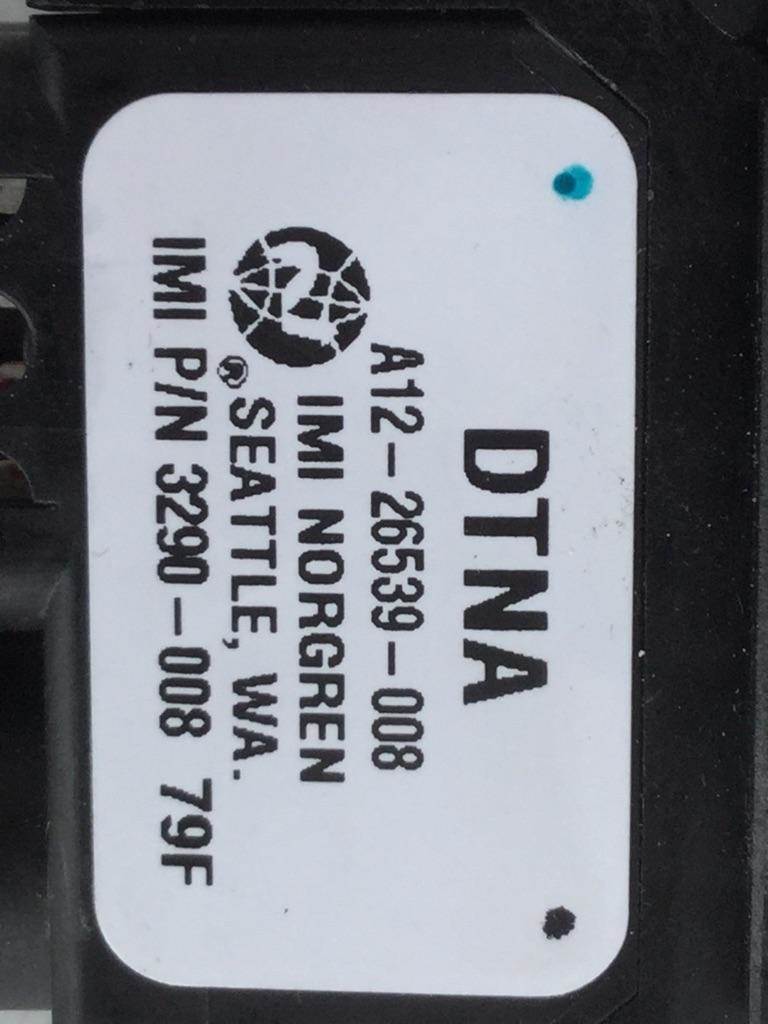 DTNA
A12-26539-008
IMI NORGREN
® SEATTLE, WA.
IMI P/N 3290-008 79F